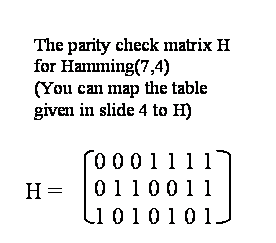 The parity check matrix H
for Hamming(7,4)
(You can map the table
given in slide 4 to H)
0 0 0 1 1 1 1
H = 0 1 1 0 0 1 1
1 0 1 0 1 0 1